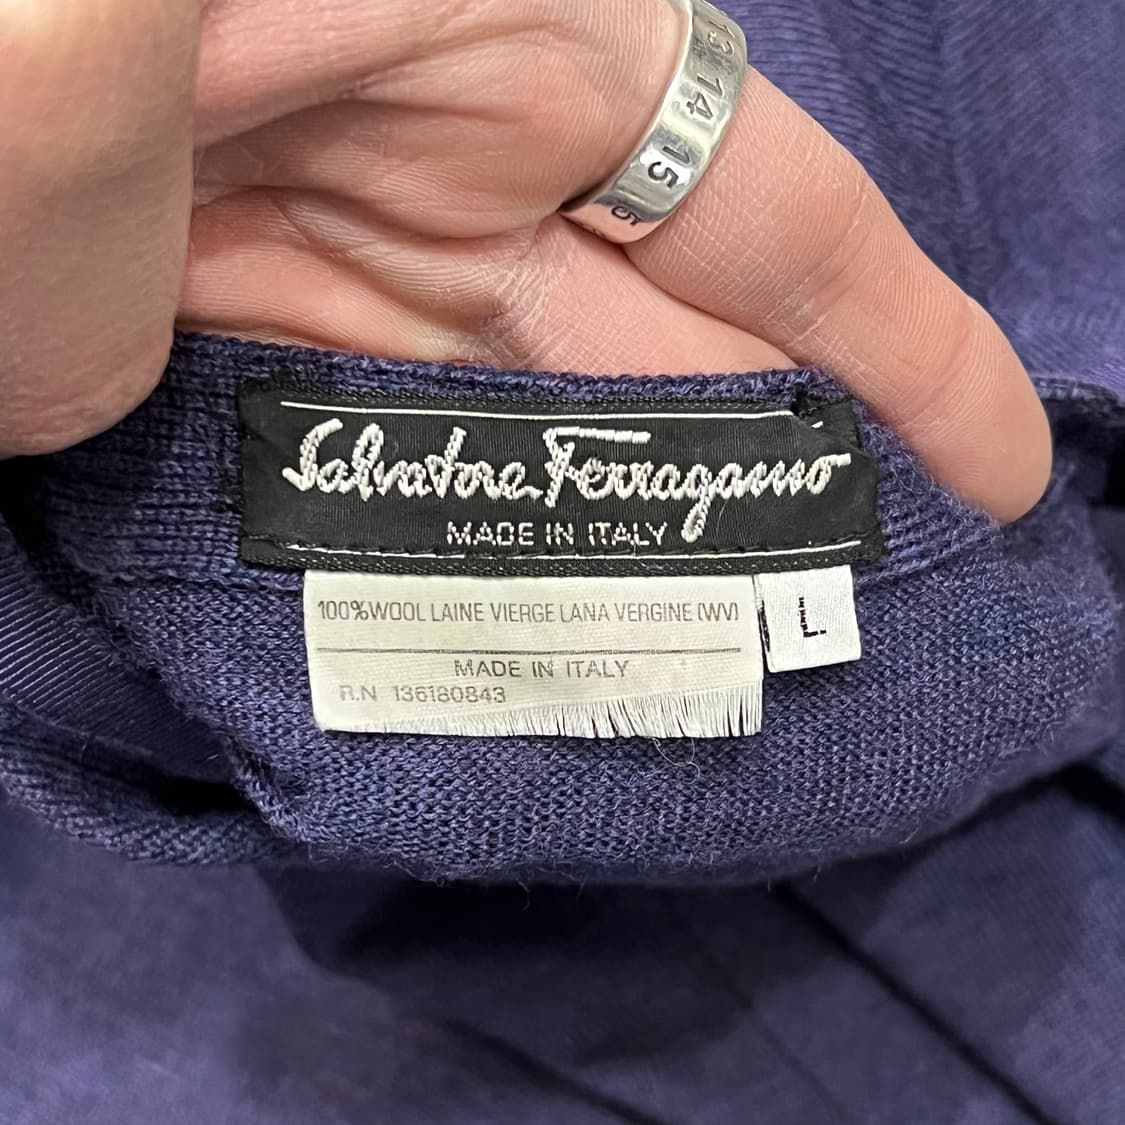 13 14 15 5
Salvatore Ferragamo
MADE IN ITALY
100%WOOL LAINE VIERGE LANA VERGINE (WV)
L
MADE IN ITALY
R.N 136180843